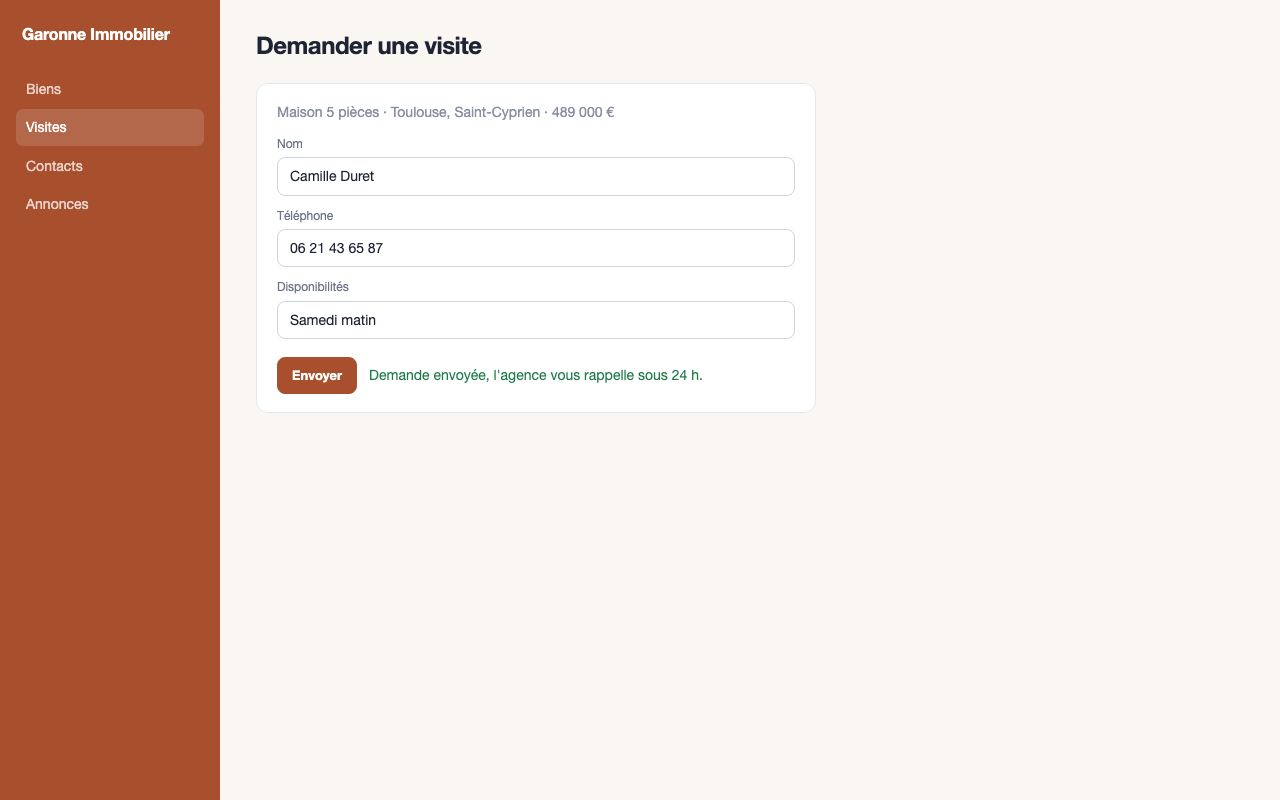 Garonne Immobilier
Biens
Visites
Contacts
Annonces
Demander une visite
Maison 5 pièces · Toulouse, Saint-Cyprien · 489 000 €
Nom
Camille Duret
Téléphone
06 21 43 65 87
Disponibilités
Samedi matin
Envoyer
Demande envoyée, l'agence vous rappelle sous 24 h.